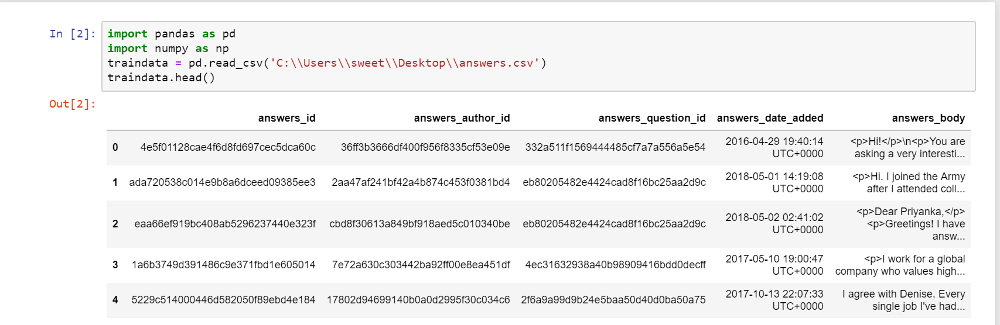 In [2]: import pandas as pd
import numpy as np
traindata = pd.read_csv('C:\\Users\\sweet\\Desktop\\answers.csv')
traindata.head()
Out[2]:
answers_id answers_author_id answers_question_id answers_date_added answers_body
0 4e5f01128cae4f6d8fd697cec5dca60c 36ff3b3666df400f956f8335cf53e09e 332a511f1569444485cf7a7a556a5e54 2016-04-29 19:40:14 <p>Hi!</p>\n<p>You are
UTC+0000 asking a very interesti...
1 ada720538c014e9b8a6dceed09385ee3 2aa47af241bf42a4b874c453f0381bd4 eb80205482e4424cad8f16bc25aa2d9c 2018-05-01 14:19:08 <p>Hi. I joined the Army
UTC+0000 after I attended coll...
2 eaa66ef919bc408ab5296237440e323f cbd8f30613a849bf918aed5c010340be eb80205482e4424cad8f16bc25aa2d9c 2018-05-02 02:41:02 <p>Dear Priyanka,</p>
UTC+0000 <p>Greetings! I have
answ...
3 1a6b3749d391486c9e371fbd1e605014 7e72a630c303442ba92ff00e8ea451df 4ec31632938a40b98909416bdd0decff 2017-05-10 19:00:47 <p>I work for a global
UTC+0000 company who values high...
4 5229c514000446d582050f89ebd4e184 17802d94699140b0a0d2995f30c034c6 2f6a9a99d9b24e5baa50d40d0ba50a75 2017-10-13 22:07:33 I agree with Denise. Every
UTC+0000 single job I've had...